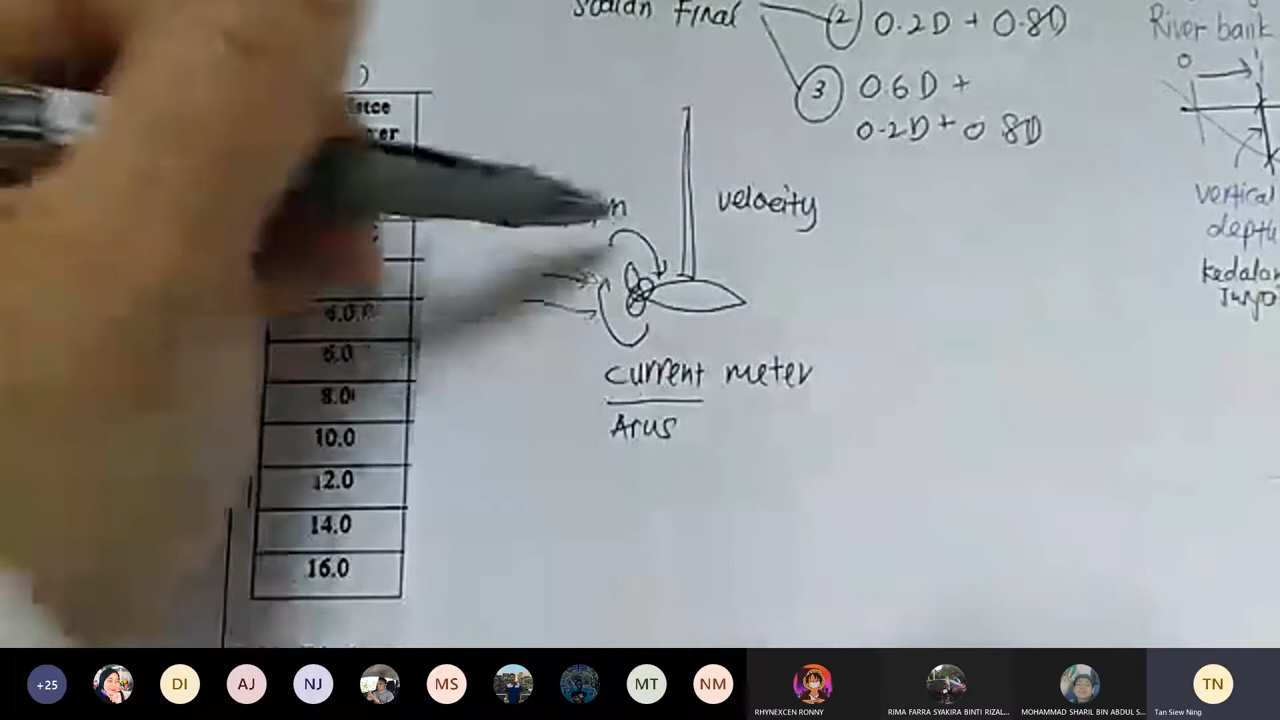 Soalan Final
(2) 0.2D + 0.8D
(3) 0.6D +
0.2D + 0.8D
River bank
0
velocity
current meter
Arus
vertical
depth
)
6.0
8.0
10.0
12.0
14.0
16.0
+25
DI
AJ
NJ
MS
MT
NM
TN
RHYNEXCEN RONNY
RIMA FARRA SYAKIRA BINTI RIZAL...
MOHAMMAD SHARIL BIN ABDUL S...
Tan Siew Ning